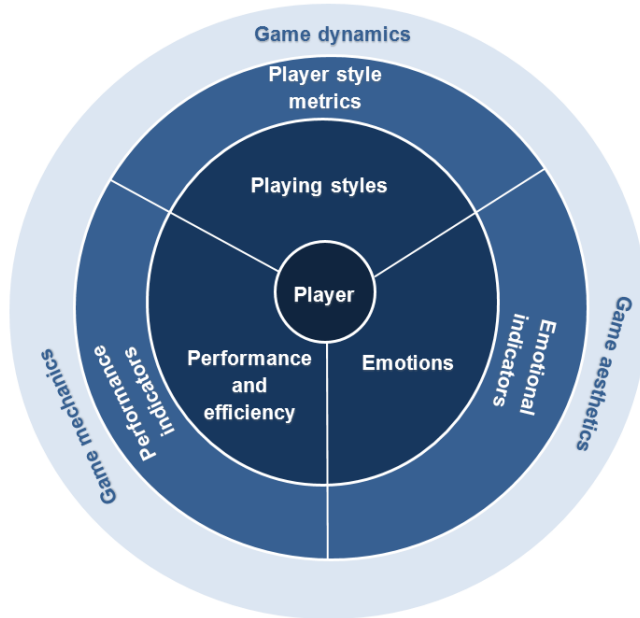 Game dynamics
Player style
metrics
Playing styles
Player
Performance
and
efficiency
Emotions
Performance
indicators
Emotional
indicators
Game mechanics
Game aesthetics